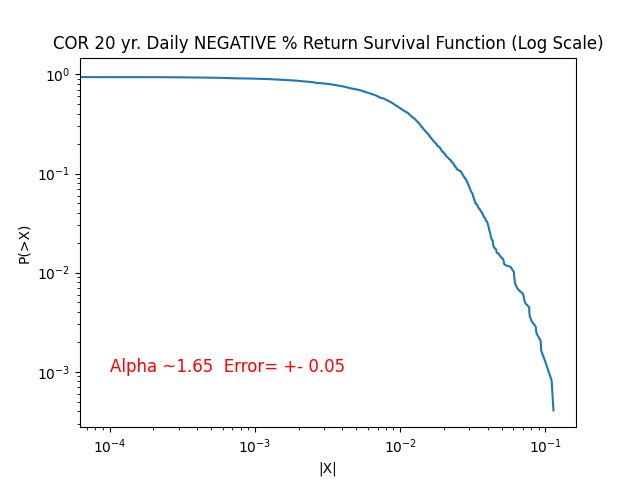 COR 20 yr. Daily NEGATIVE % Return Survival Function (Log Scale)
10⁰
10⁻¹
10⁻²
10⁻³
P(>X)
Alpha ~1.65  Error= +- 0.05
10⁻⁴ 10⁻³ 10⁻² 10⁻¹
|X|